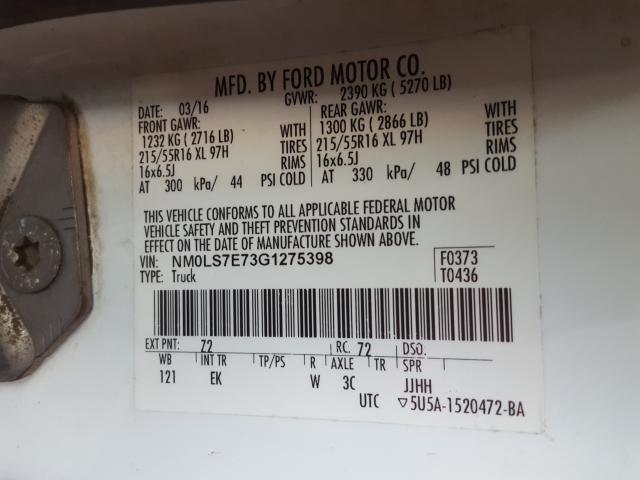 MFD. BY FORD MOTOR CO.
DATE: 03/16 GVWR: 2390 KG ( 5270 LB)
FRONT GAWR: REAR GAWR:
1232 KG ( 2716 LB) WITH 1300 KG ( 2866 LB) WITH
215/55R16 XL 97H TIRES 215/55R16 XL 97H TIRES
16x6.5J RIMS 16x6.5J RIMS
AT 300 kPa/ 44 PSI COLD AT 330 kPa/ 48 PSI COLD
THIS VEHICLE CONFORMS TO ALL APPLICABLE FEDERAL MOTOR
VEHICLE SAFETY AND THEFT PREVENTION STANDARDS IN
EFFECT ON THE DATE OF MANUFACTURE SHOWN ABOVE.
VIN: NM0LS7E73G1275398 F0373
TYPE: Truck T0436
EXT PNT: 72 RC: 72 DSO:
WB INT TR TP/PS R AXLE TR SPR
121 EK W 3C JJHH
UTC ▽5U5A-1520472-BA